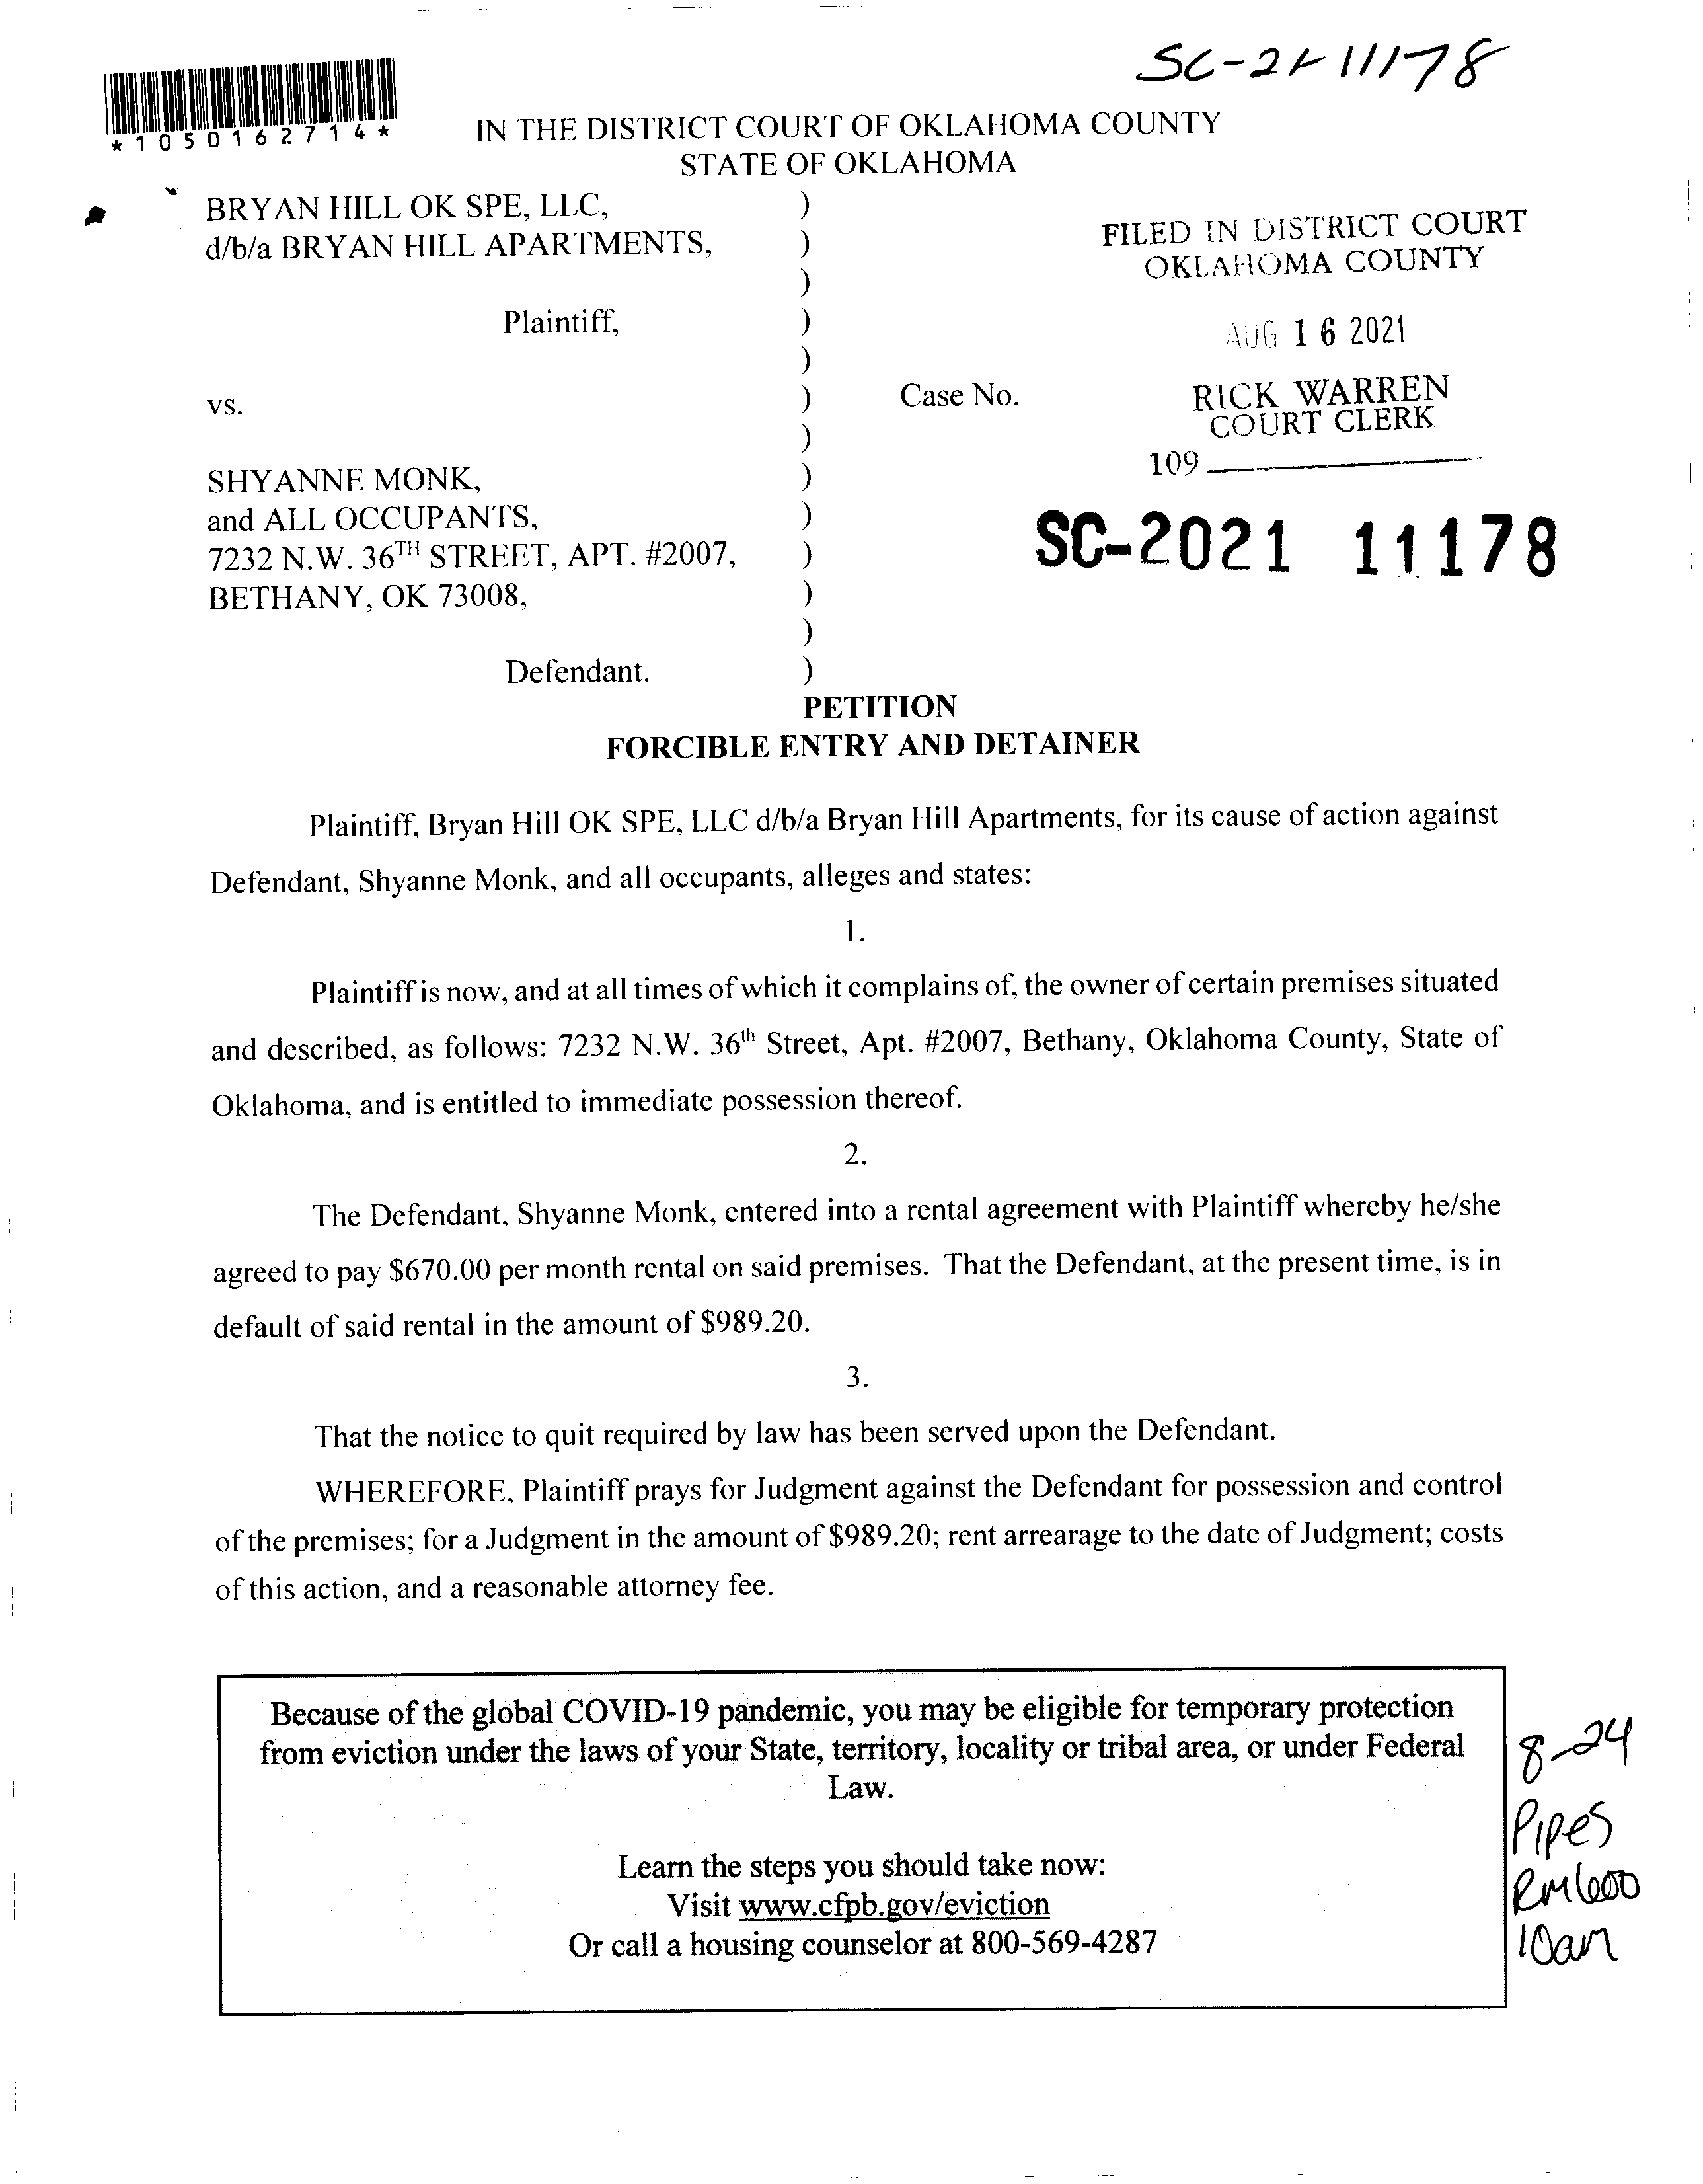 SC-21-11178
*1050162714*
IN THE DISTRICT COURT OF OKLAHOMA COUNTY
STATE OF OKLAHOMA
BRYAN HILL OK SPE, LLC, )
d/b/a BRYAN HILL APARTMENTS, )
)
Plaintiff, )
)
vs. )
)
SHYANNE MONK, )
and ALL OCCUPANTS, )
7232 N.W. 36TH STREET, APT. #2007, )
BETHANY, OK 73008, )
)
Defendant. )
FILED IN DISTRICT COURT
OKLAHOMA COUNTY
AUG 16 2021
Case No.
RICK WARREN
COURT CLERK
109
SC-2021 11178
PETITION
FORCIBLE ENTRY AND DETAINER
Plaintiff, Bryan Hill OK SPE, LLC d/b/a Bryan Hill Apartments, for its cause of action against
Defendant, Shyanne Monk, and all occupants, alleges and states:
1.
Plaintiff is now, and at all times of which it complains of, the owner of certain premises situated
and described, as follows: 7232 N.W. 36th Street, Apt. #2007, Bethany, Oklahoma County, State of
Oklahoma, and is entitled to immediate possession thereof.
2.
The Defendant, Shyanne Monk, entered into a rental agreement with Plaintiff whereby he/she
agreed to pay $670.00 per month rental on said premises. That the Defendant, at the present time, is in
default of said rental in the amount of $989.20.
3.
That the notice to quit required by law has been served upon the Defendant.
WHEREFORE, Plaintiff prays for Judgment against the Defendant for possession and control
of the premises; for a Judgment in the amount of $989.20; rent arrearage to the date of Judgment; costs
of this action, and a reasonable attorney fee.
Because of the global COVID-19 pandemic, you may be eligible for temporary protection
from eviction under the laws of your State, territory, locality or tribal area, or under Federal
Law.
Learn the steps you should take now:
Visit www.cfpb.gov/eviction
Or call a housing counselor at 800-569-4287
8-24
Pipes
Rm600
10am